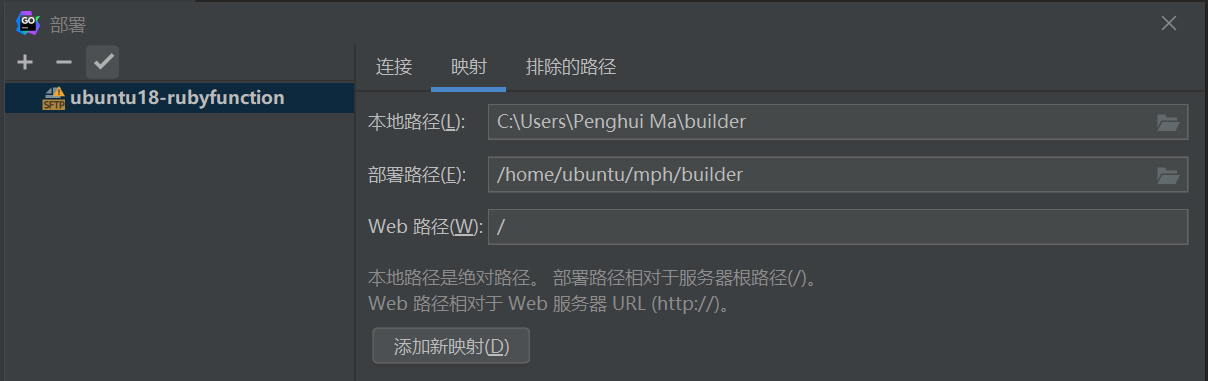 部署
连接 映射 排除的路径
SFTP ubuntu18-rubyfunction
本地路径(L): C:\Users\Penghui Ma\builder
部署路径(E): /home/ubuntu/mph/builder
Web 路径(W): /
本地路径是绝对路径。 部署路径相对于服务器根路径(/)。
Web 路径相对于 Web 服务器 URL (http://)。
添加新映射(D)